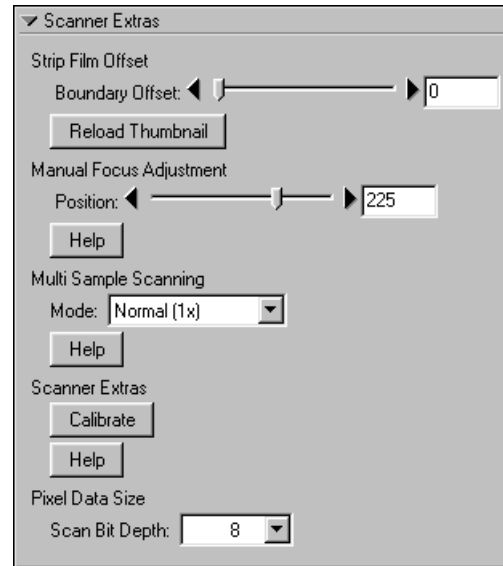 Scanner Extras
Strip Film Offset
Boundary Offset: 0
Reload Thumbnail
Manual Focus Adjustment
Position: 225
Help
Multi Sample Scanning
Mode: Normal (1x)
Help
Scanner Extras
Calibrate
Help
Pixel Data Size
Scan Bit Depth: 8